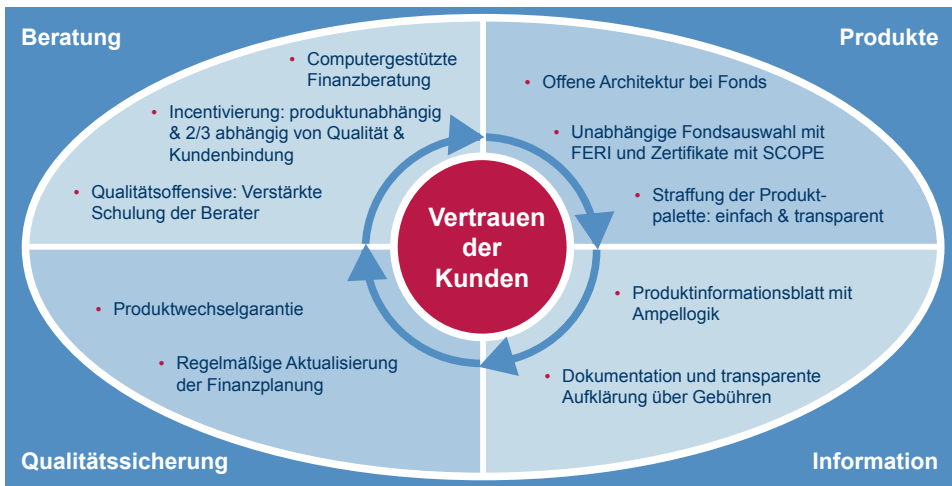 Beratung
• Computergestützte
Finanzberatung
• Incentivierung: produktunabhängig
& 2/3 abhängig von Qualität &
Kundenbindung
• Qualitätsoffensive: Verstärkte
Schulung der Berater
Produkte
• Offene Architektur bei Fonds
• Unabhängige Fondsauswahl mit
FERI und Zertifikate mit SCOPE
• Straffung der Produkt-
palette: einfach & transparent
Vertrauen
der
Kunden
• Produktwechselgarantie
• Regelmäßige Aktualisierung
der Finanzplanung
Qualitätssicherung
• Produktinformationsblatt mit
Ampellogik
• Dokumentation und transparente
Aufklärung über Gebühren
Information